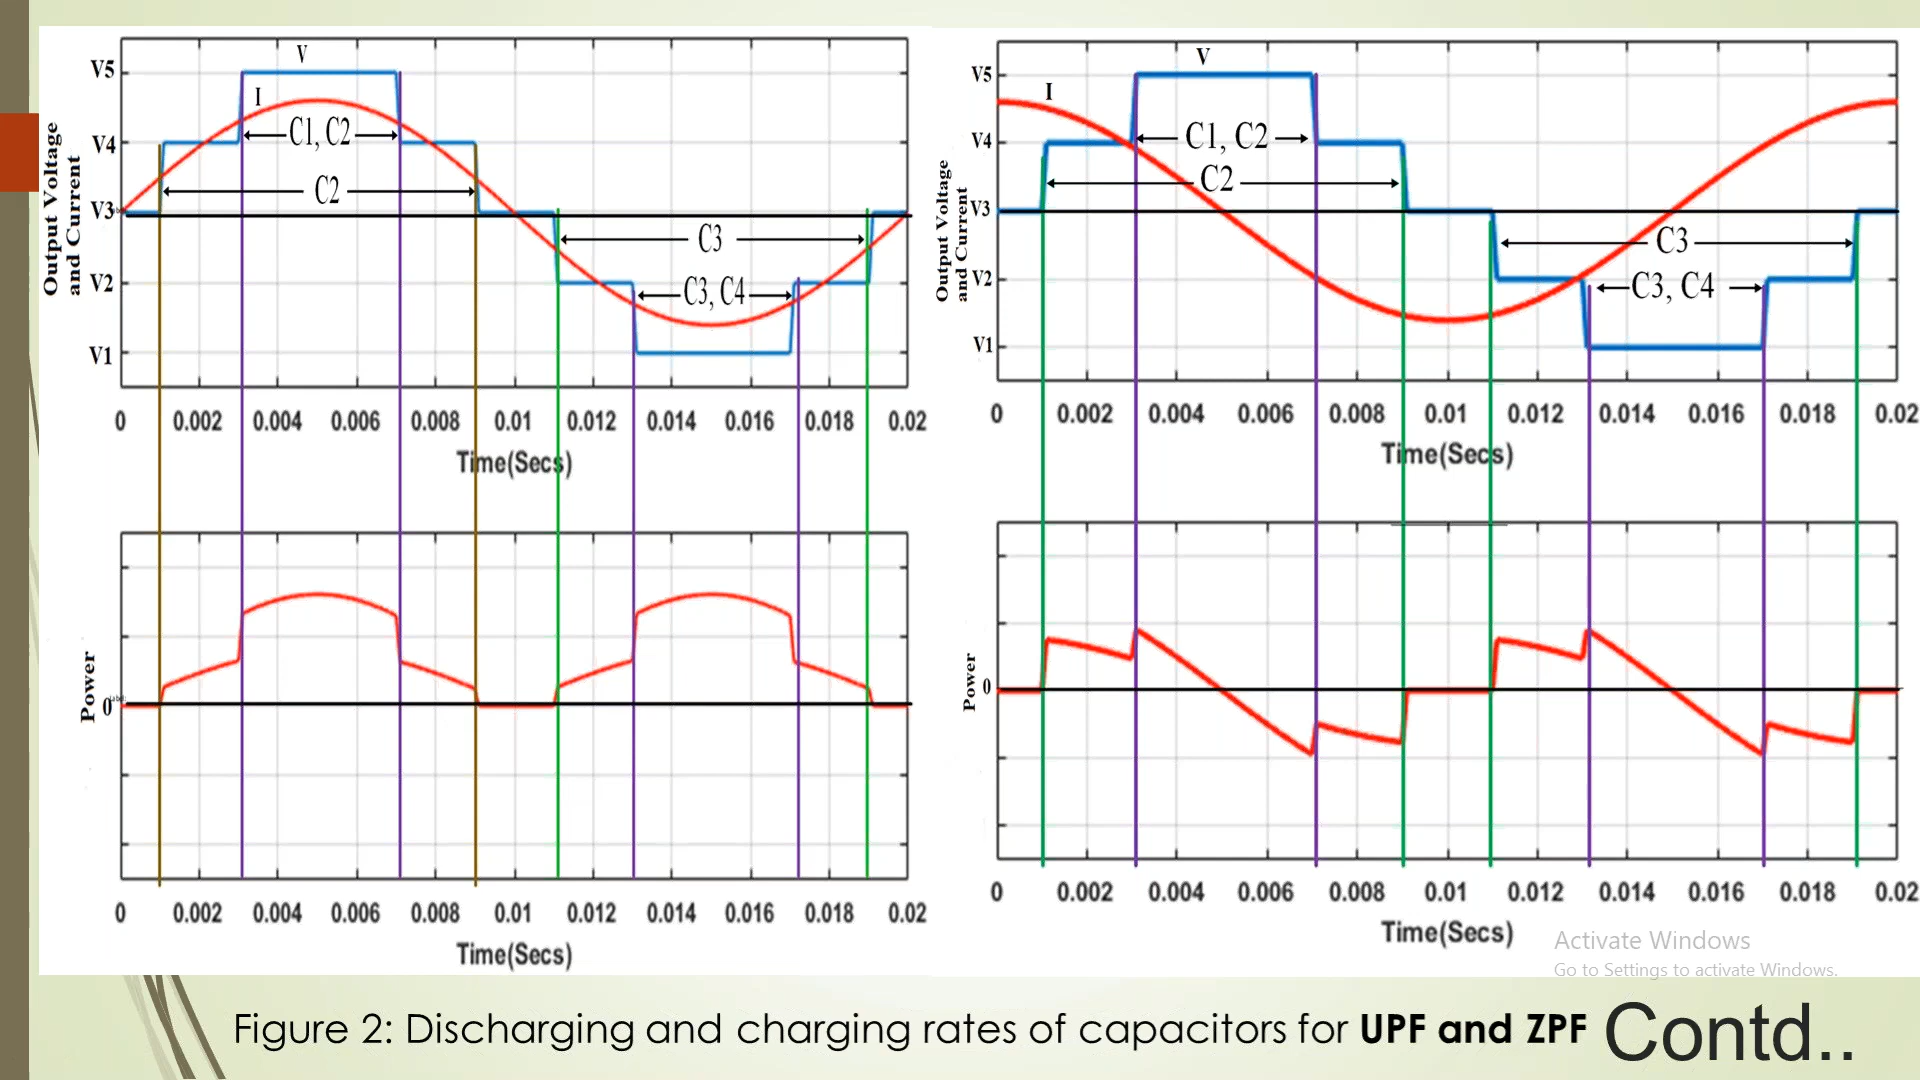 V
V5
I
C1, C2
V4
C2
V3
C3
V2
C3, C4
V1
Output Voltage
and Current
0 0.002 0.004 0.006 0.008 0.01 0.012 0.014 0.016 0.018 0.02
Time(Secs)
Power
0
0 0.002 0.004 0.006 0.008 0.01 0.012 0.014 0.016 0.018 0.02
Time(Secs)
V
V5
I
C1, C2
V4
C2
V3
C3
V2
C3, C4
V1
Output Voltage
and Current
0 0.002 0.004 0.006 0.008 0.01 0.012 0.014 0.016 0.018 0.02
Time(Secs)
Power
0
0 0.002 0.004 0.006 0.008 0.01 0.012 0.014 0.016 0.018 0.02
Time(Secs)
Activate Windows
Go to Settings to activate Windows.
Figure 2: Discharging and charging rates of capacitors for UPF and ZPF
Contd..